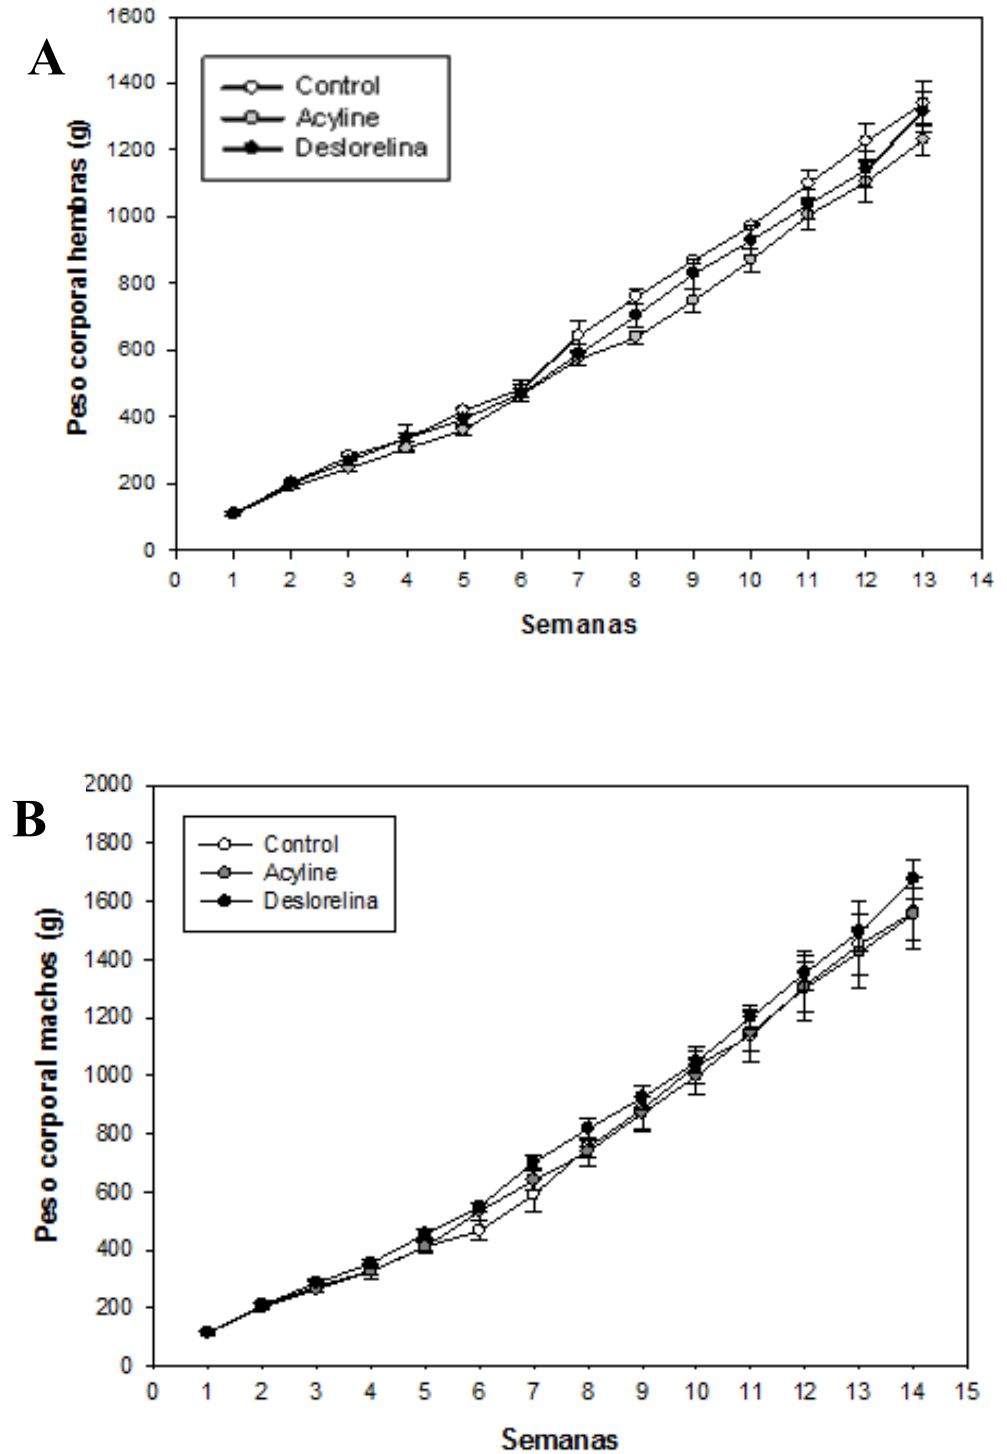 A
Peso corporal hembras (g)
1600
1400
1200
1000
800
600
400
200
0
Control
Acyline
Deslorelina
0 1 2 3 4 5 6 7 8 9 10 11 12 13 14
Semanas
B
Peso corporal machos (g)
2000
1800
1600
1400
1200
1000
800
600
400
200
0
Control
Acyline
Deslorelina
0 1 2 3 4 5 6 7 8 9 10 11 12 13 14 15
Semanas